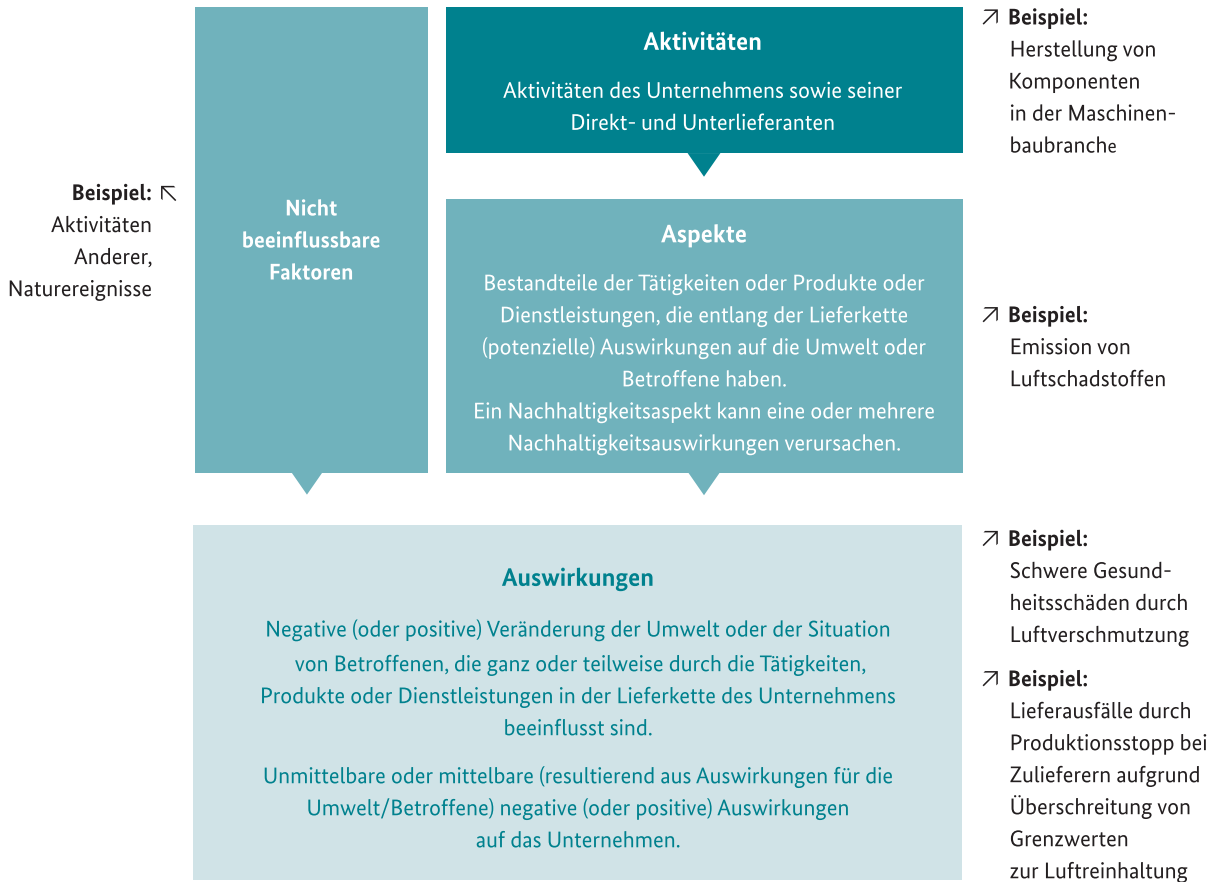 Beispiel:
Aktivitäten
Anderer,
Naturereignisse
Nicht
beeinflussbare
Faktoren
Aktivitäten
Aktivitäten des Unternehmens sowie seiner
Direkt- und Unterlieferanten
Beispiel:
Herstellung von
Komponenten
in der Maschinen-
baubranche
Aspekte
Bestandteile der Tätigkeiten oder Produkte oder
Dienstleistungen, die entlang der Lieferkette
(potenzielle) Auswirkungen auf die Umwelt oder
Betroffene haben.
Ein Nachhaltigkeitsaspekt kann eine oder mehrere
Nachhaltigkeitsauswirkungen verursachen.
Beispiel:
Emission von
Luftschadstoffen
Auswirkungen
Negative (oder positive) Veränderung der Umwelt oder der Situation
von Betroffenen, die ganz oder teilweise durch die Tätigkeiten,
Produkte oder Dienstleistungen in der Lieferkette des Unternehmens
beeinflusst sind.
Unmittelbare oder mittelbare (resultierend aus Auswirkungen für die
Umwelt/Betroffene) negative (oder positive) Auswirkungen
auf das Unternehmen.
Beispiel:
Schwere Gesund-
heitsschäden durch
Luftverschmutzung
Beispiel:
Lieferausfälle durch
Produktionsstopp bei
Zulieferern aufgrund
Überschreitung von
Grenzwerten
zur Luftreinhaltung